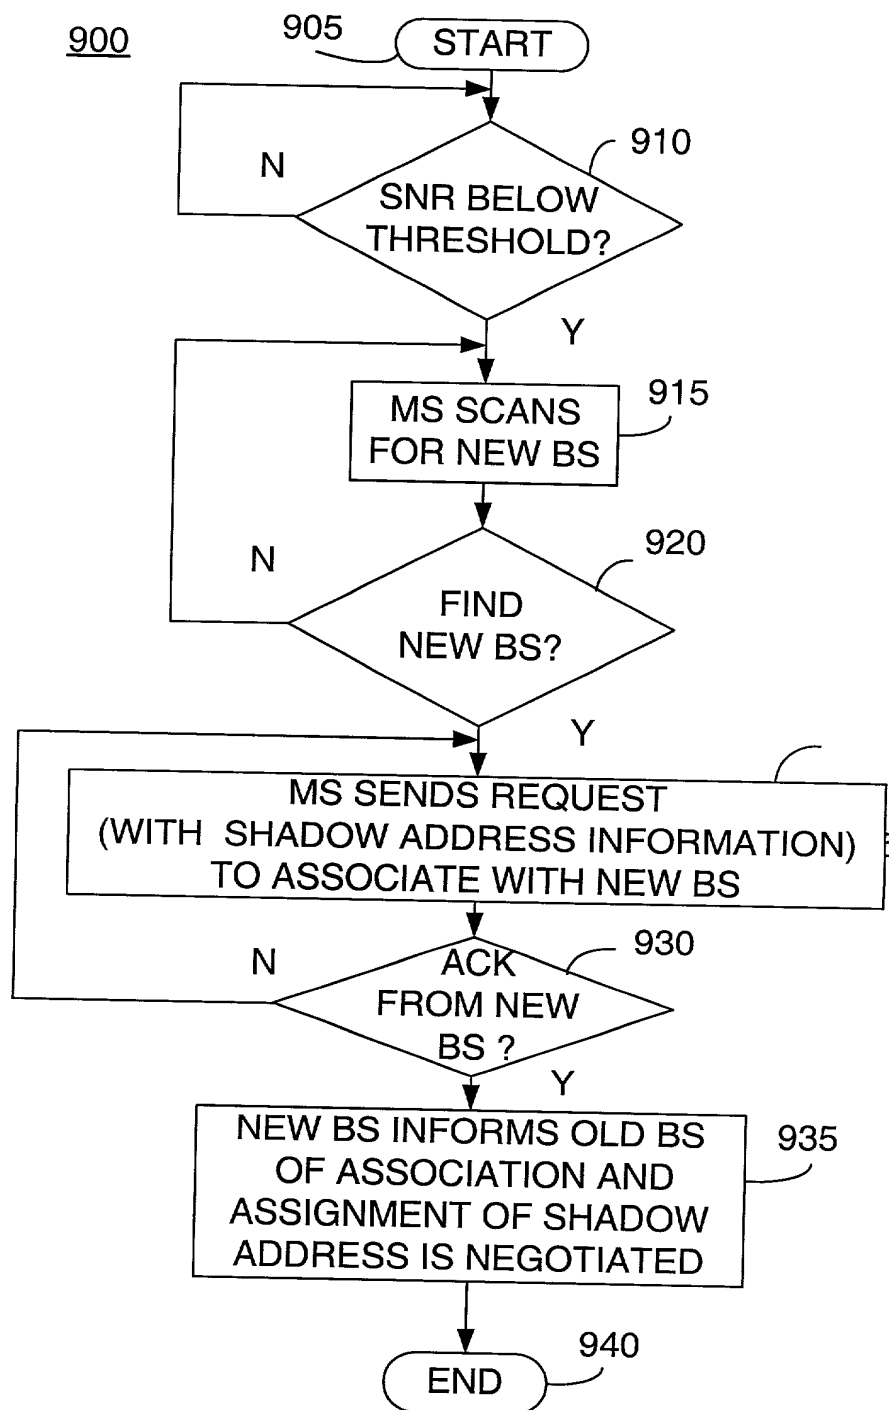 900
905
START
910
N
SNR BELOW
THRESHOLD?
Y
915
MS SCANS
FOR NEW BS
920
N
FIND
NEW BS?
Y
MS SENDS REQUEST
(WITH SHADOW ADDRESS INFORMATION)
TO ASSOCIATE WITH NEW BS
930
N
ACK
FROM NEW
BS ?
Y
NEW BS INFORMS OLD BS
OF ASSOCIATION AND
ASSIGNMENT OF SHADOW
ADDRESS IS NEGOTIATED
935
940
END